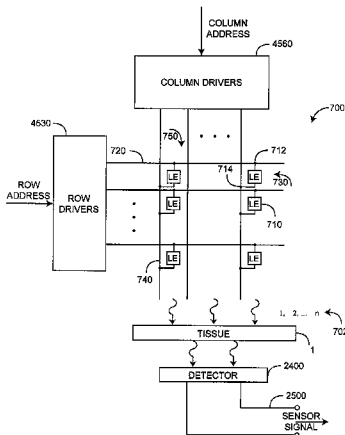 COLUMN
ADDRESS
4560
COLUMN DRIVERS
700
4530
750
• • •
720
712
714
730
LE
LE
ROW
ADDRESS
ROW
DRIVERS
LE
LE
710
LE
LE
740
1, 2, ... n
702
TISSUE
1
2400
DETECTOR
2500
SENSOR
SIGNAL